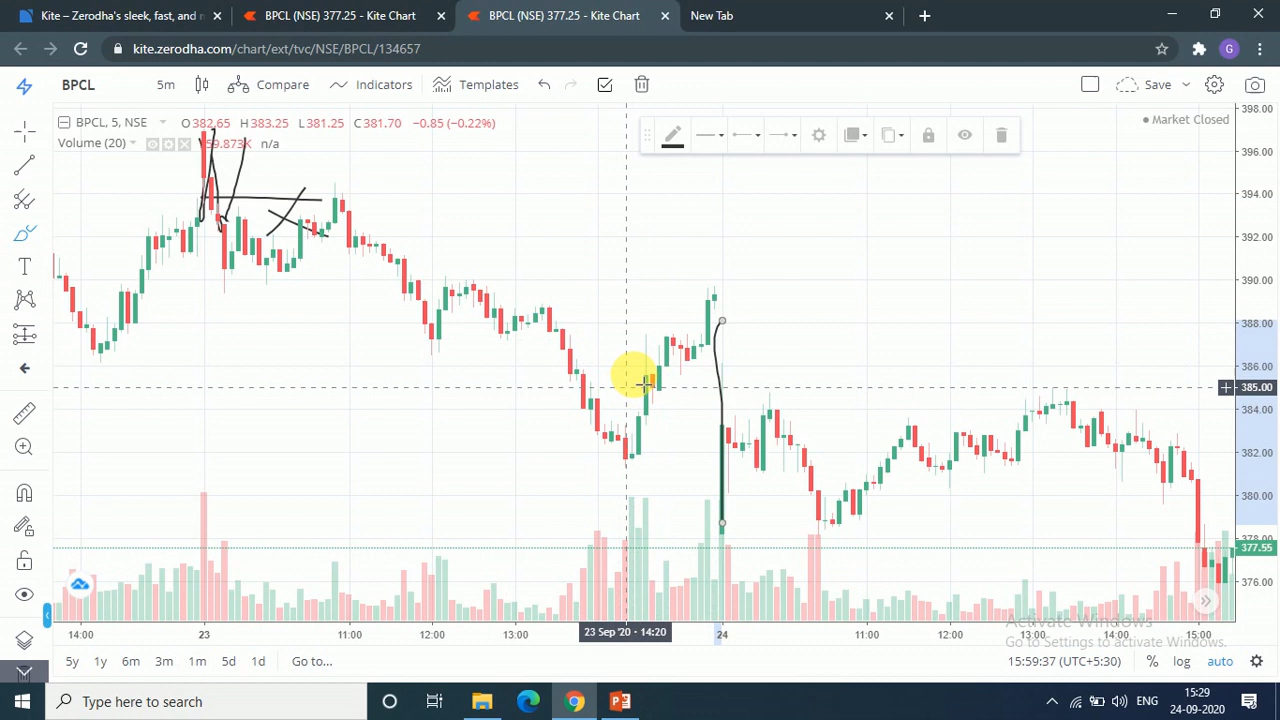 Kite – Zerodha's sleek, fast, and n
BPCL (NSE) 377.25 - Kite Chart
BPCL (NSE) 377.25 - Kite Chart
New Tab
kite.zerodha.com/chart/ext/tvc/NSE/BPCL/134657
G
BPCL
5m
Compare
Indicators
Templates
Save
BPCL, 5, NSE
O 382.65 H 383.25 L 381.25 C 381.70 −0.85 (−0.22%)
Volume (20)
59.873K n/a
Market Closed
398.00
396.00
394.00
392.00
390.00
388.00
386.00
385.00
384.00
382.00
380.00
378.00
377.55
376.00
14:00
23
11:00
12:00
13:00
23 Sep '20 - 14:20
24
11:00
12:00
13:00
14:00
15:00
Activate Windows
Go to Settings to activate Windows.
5y 1y 6m 3m 1m 5d 1d Go to...
15:59:37 (UTC+5:30) % log auto
Type here to search
ENG
15:29
24-09-2020